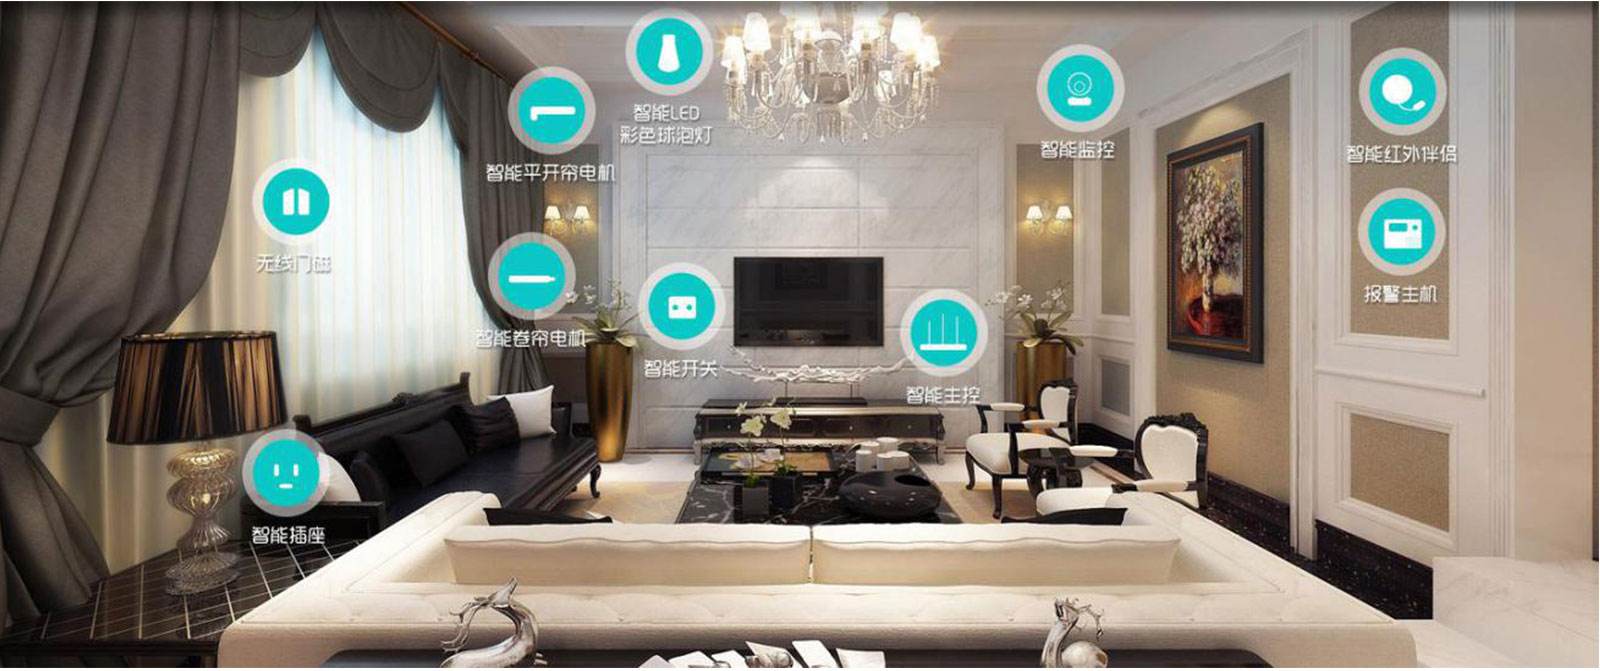 智能LED
彩色球泡灯
智能平开帘电机
智能监控
智能红外伴侣
无线门磁
报警主机
智能卷帘电机
智能开关
智能主控
智能插座